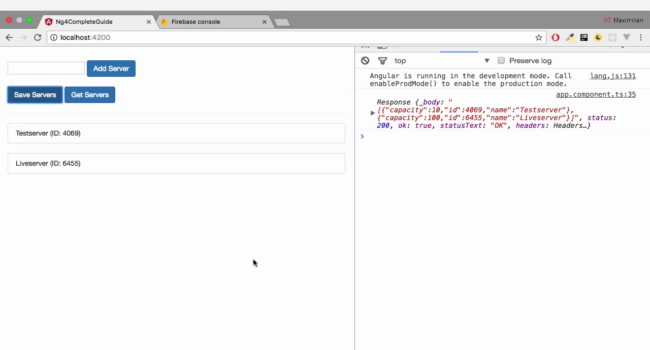 Ng4CompleteGuide
Firebase console
Maximilian
localhost:4200
Add Server
Save Servers
Get Servers
Testserver (ID: 4069)
Liveserver (ID: 6455)
top
Preserve log
Angular is running in the development mode. Call lang.js:131
enableProdMode() to enable the production mode.
app.component.ts:35
Response {_body: "
[{"capacity":10,"id":4069,"name":"Testserver"},
{"capacity":100,"id":6455,"name":"Liveserver"}]", status:
200, ok: true, statusText: "OK", headers: Headers…}